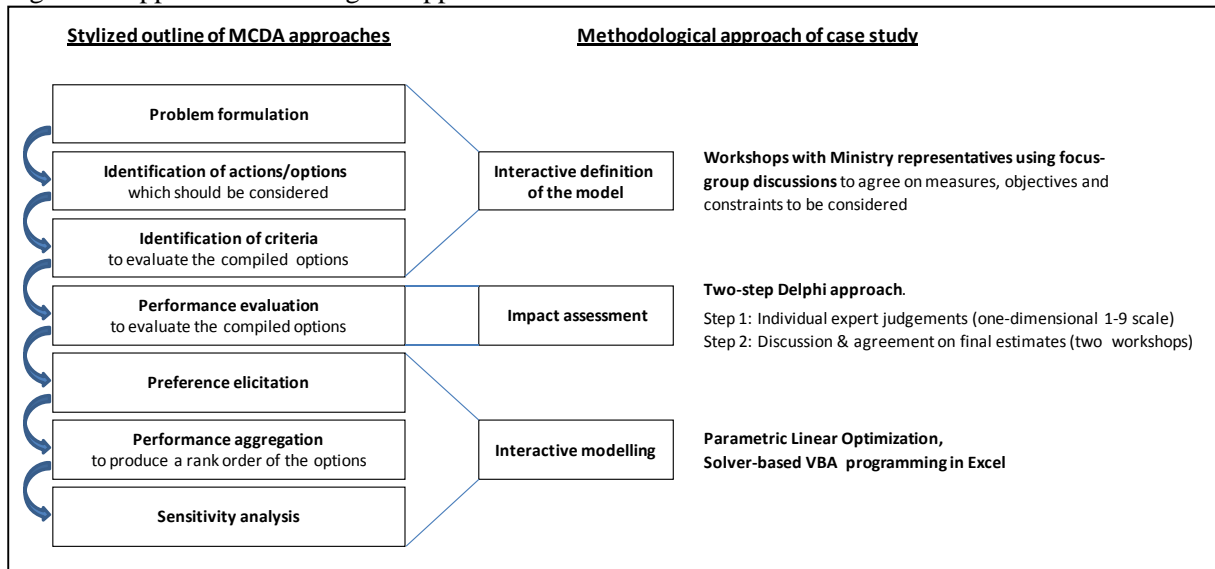 Stylized outline of MCDA approaches
Methodological approach of case study
Problem formulation
Identification of actions/options
which should be considered
Identification of criteria
to evaluate the compiled options
Performance evaluation
to evaluate the compiled options
Preference elicitation
Performance aggregation
to produce a rank order of the options
Sensitivity analysis
Interactive definition
of the model
Impact assessment
Interactive modelling
Workshops with Ministry representatives using focus-
group discussions to agree on measures, objectives and
constraints to be considered
Two-step Delphi approach.
Step 1: Individual expert judgements (one-dimensional 1-9 scale)
Step 2: Discussion & agreement on final estimates (two workshops)
Parametric Linear Optimization,
Solver-based VBA programming in Excel